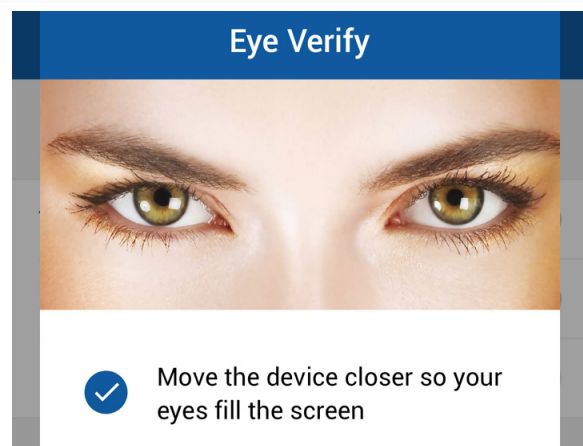 Eye Verify
Move the device closer so your
eyes fill the screen